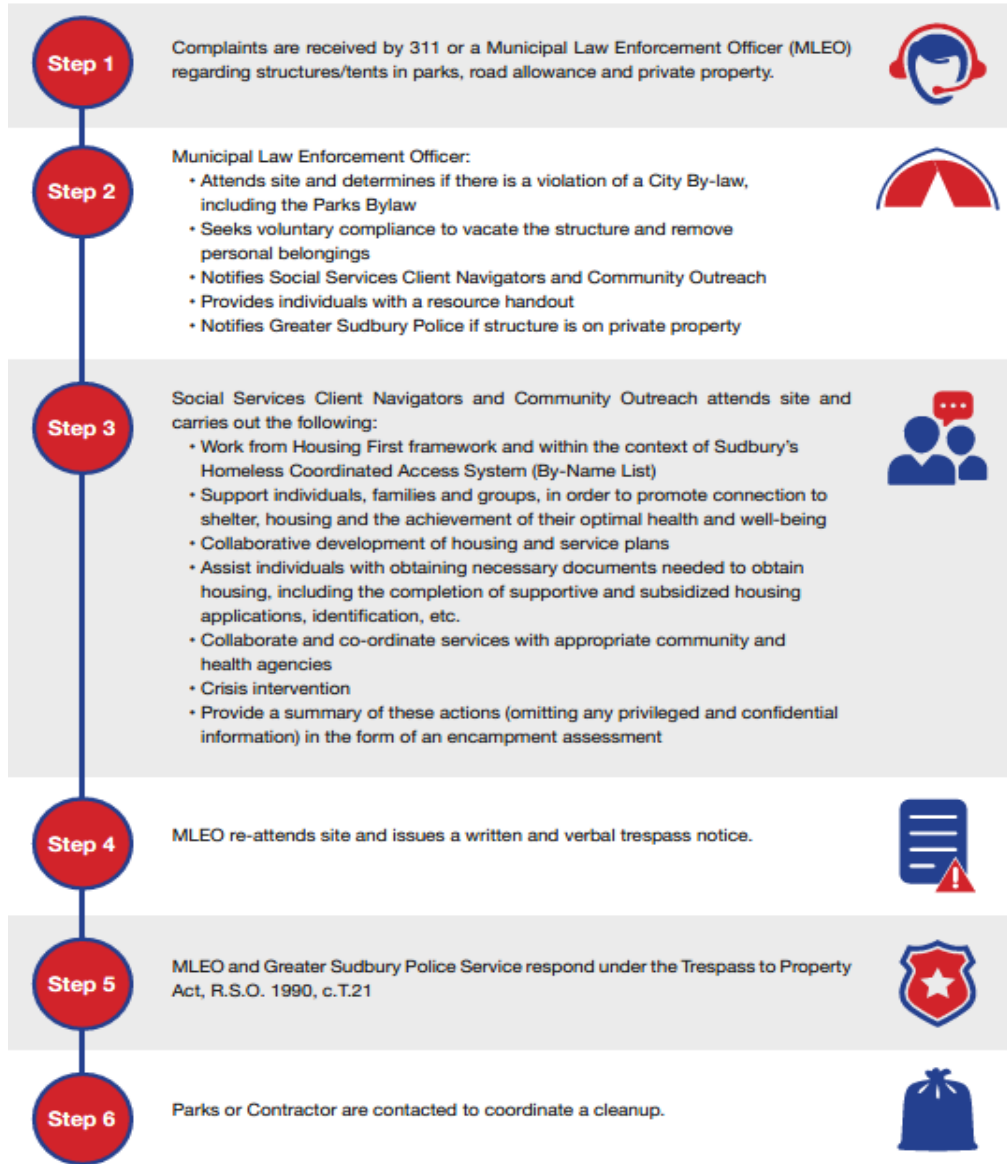 Step 1
Complaints are received by 311 or a Municipal Law Enforcement Officer (MLEO)
regarding structures/tents in parks, road allowance and private property.
Step 2
Municipal Law Enforcement Officer:
• Attends site and determines if there is a violation of a City By-law,
including the Parks Bylaw
• Seeks voluntary compliance to vacate the structure and remove
personal belongings
• Notifies Social Services Client Navigators and Community Outreach
• Provides individuals with a resource handout
• Notifies Greater Sudbury Police if structure is on private property
Step 3
Social Services Client Navigators and Community Outreach attends site and
carries out the following:
• Work from Housing First framework and within the context of Sudbury's
Homeless Coordinated Access System (By-Name List)
• Support individuals, families and groups, in order to promote connection to
shelter, housing and the achievement of their optimal health and well-being
• Collaborative development of housing and service plans
• Assist individuals with obtaining necessary documents needed to obtain
housing, including the completion of supportive and subsidized housing
applications, identification, etc.
• Collaborate and co-ordinate services with appropriate community and
health agencies
• Crisis intervention
• Provide a summary of these actions (omitting any privileged and confidential
information) in the form of an encampment assessment
Step 4
MLEO re-attends site and issues a written and verbal trespass notice.
Step 5
MLEO and Greater Sudbury Police Service respond under the Trespass to Property
Act, R.S.O. 1990, c.T.21
Step 6
Parks or Contractor are contacted to coordinate a cleanup.